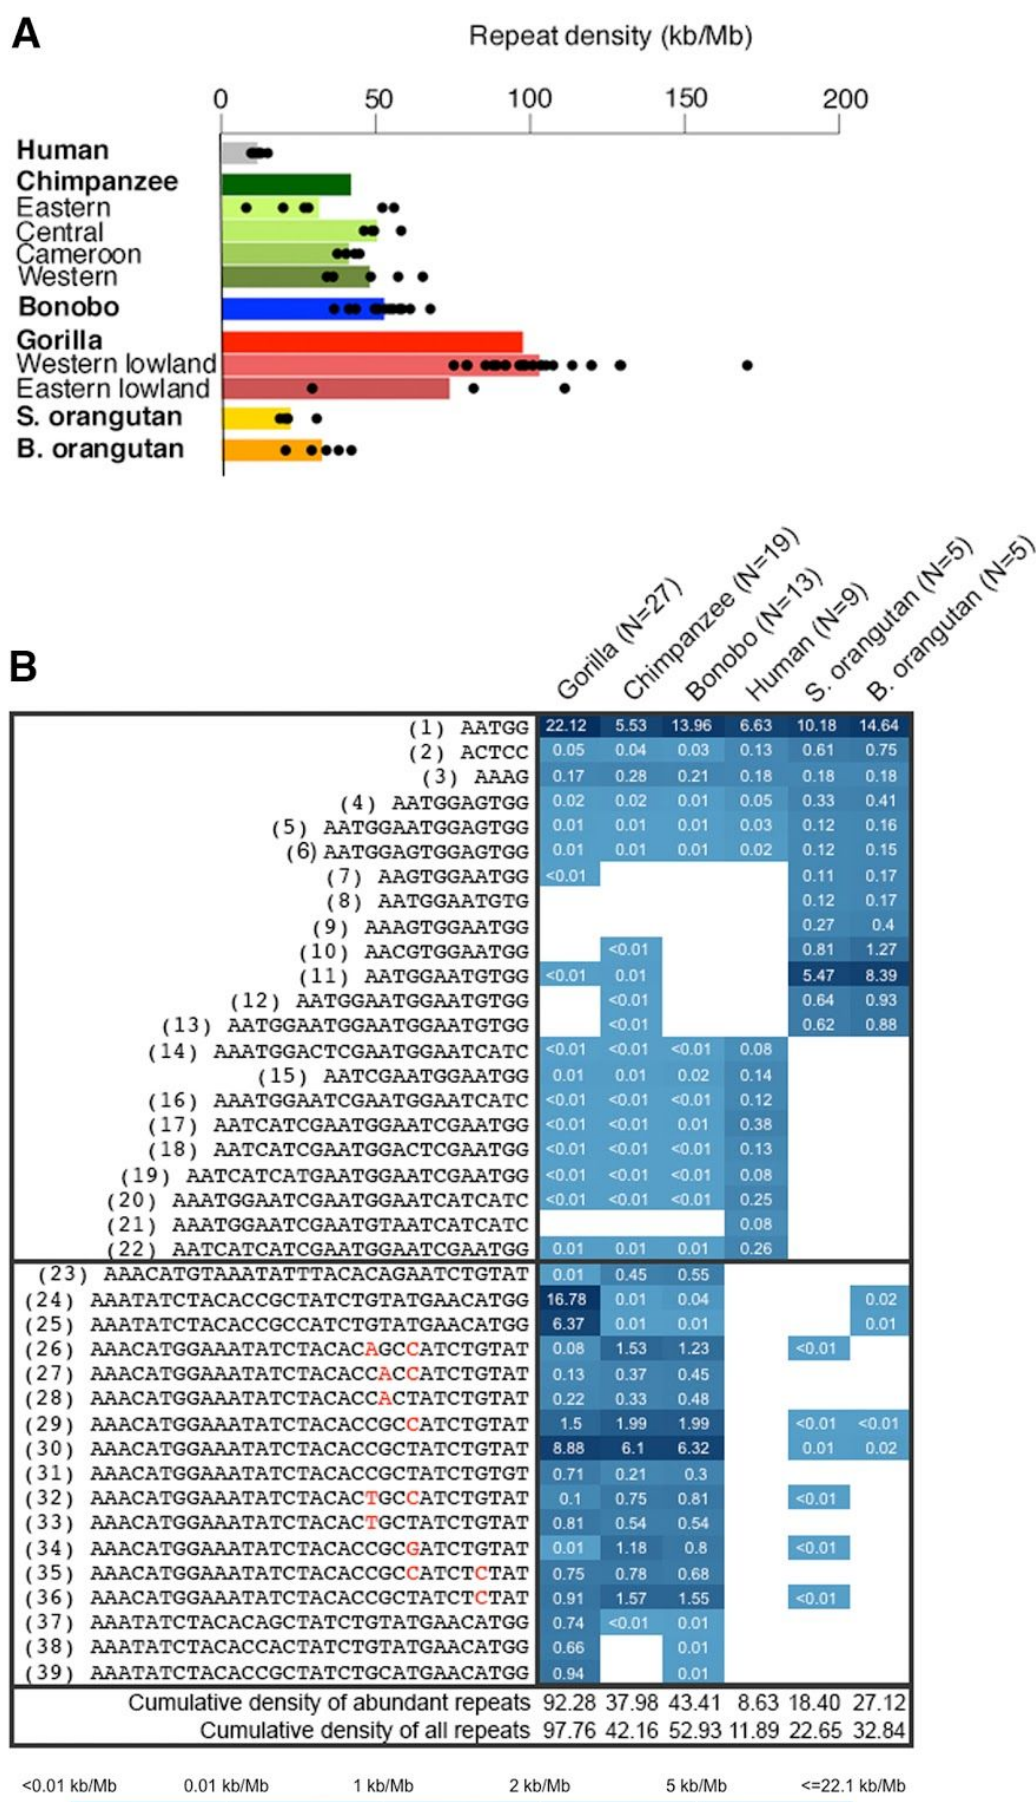 A
Repeat density (kb/Mb)
0 50 100 150 200
Human
Chimpanzee
Eastern
Central
Cameroon
Western
Bonobo
Gorilla
Western lowland
Eastern lowland
S. orangutan
B. orangutan
B
Gorilla (N=27)
Chimpanzee (N=19)
Bonobo (N=13)
Human (N=9)
S. orangutan (N=5)
B. orangutan (N=5)
(1) AATGG 22.12 5.53 13.96 6.63 10.18 14.64
(2) ACTCC 0.05 0.04 0.03 0.13 0.61 0.75
(3) AAAG 0.17 0.28 0.21 0.18 0.18 0.18
(4) AATGGAGTGG 0.02 0.02 0.01 0.05 0.33 0.41
(5) AATGGAATGGAGTGG 0.01 0.01 0.01 0.03 0.12 0.16
(6) AATGGAGTGGAGTGG 0.01 0.01 0.01 0.02 0.12 0.15
(7) AAGTGGAATGG <0.01 0.11 0.17
(8) AATGGAATGTG 0.12 0.17
(9) AAAGTGGAATGG 0.27 0.4
(10) AACGTGGAATGG <0.01 0.81 1.27
(11) AATGGAATGTGG <0.01 0.01 5.47 8.39
(12) AATGGAATGGAATGTGG <0.01 0.64 0.93
(13) AATGGAATGGAATGGAATGTGG <0.01 0.62 0.88
(14) AAATGGACTCGAATGGAATCATC <0.01 <0.01 <0.01 0.08
(15) AATCGAATGGAATGG 0.01 0.01 0.02 0.14
(16) AAATGGAATCGAATGGAATCATC <0.01 <0.01 <0.01 0.12
(17) AATCATCGAATGGAATCGAATGG <0.01 <0.01 0.01 0.38
(18) AATCATCGAATGGACTCGAATGG <0.01 <0.01 <0.01 0.13
(19) AATCATCATGAATGGAATCGAATGG <0.01 <0.01 <0.01 0.08
(20) AAATGGAATCGAATGGAATCATCATC <0.01 <0.01 <0.01 0.25
(21) AAATGGAATCGAATGTAATCATCATC 0.08
(22) AATCATCATCGAATGGAATCGAATGG 0.01 0.01 0.01 0.26
(23) AAACATGTAAATATTTACACAGAATCTGTAT 0.01 0.45 0.55
(24) AAATATCTACACCGCTATCTGTATGAACATGG 16.78 0.01 0.04 0.02
(25) AAATATCTACACCGCCATCTGTATGAACATGG 6.37 0.01 0.01 0.01
(26) AAACATGGAAATATCTACACAGCCATCTGTAT 0.08 1.53 1.23 <0.01
(27) AAACATGGAAATATCTACACCACCATCTGTAT 0.13 0.37 0.45
(28) AAACATGGAAATATCTACACCACTATCTGTAT 0.22 0.33 0.48
(29) AAACATGGAAATATCTACACCGCCATCTGTAT 1.5 1.99 1.99 <0.01 <0.01
(30) AAACATGGAAATATCTACACCGCTATCTGTAT 8.88 6.1 6.32 0.01 0.02
(31) AAACATGGAAATATCTACACCGCTATCTGTGT 0.71 0.21 0.3
(32) AAACATGGAAATATCTACACTGCCATCTGTAT 0.1 0.75 0.81 <0.01
(33) AAACATGGAAATATCTACACTGCTATCTGTAT 0.81 0.54 0.54
(34) AAACATGGAAATATCTACACCGCGATCTGTAT 0.01 1.18 0.8 <0.01
(35) AAACATGGAAATATCTACACCGCCATCTCTAT 0.75 0.78 0.68
(36) AAACATGGAAATATCTACACCGCTATCTCTAT 0.91 1.57 1.55 <0.01
(37) AAATATCTACACAGCTATCTGTATGAACATGG 0.74 <0.01 0.01
(38) AAATATCTACACCACTATCTGTATGAACATGG 0.66 0.01
(39) AAATATCTACACCGCTATCTGCATGAACATGG 0.94 0.01
Cumulative density of abundant repeats 92.28 37.98 43.41 8.63 18.40 27.12
Cumulative density of all repeats 97.76 42.16 52.93 11.89 22.65 32.84
<0.01 kb/Mb 0.01 kb/Mb 1 kb/Mb 2 kb/Mb 5 kb/Mb <=22.1 kb/Mb